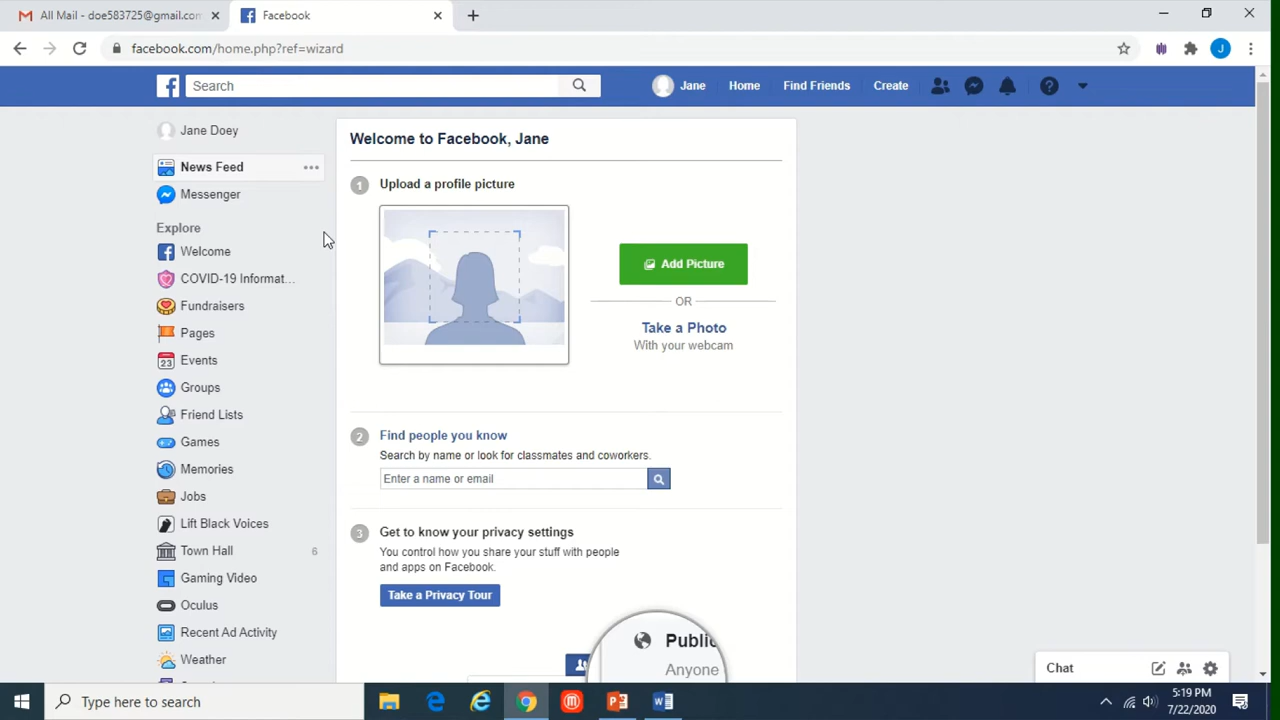 All Mail - doe583725@gmail.com
Facebook
facebook.com/home.php?ref=wizard
J
Search
Jane
Home
Find Friends
Create
Jane Doey
News Feed
Messenger
Explore
Welcome
COVID-19 Informat...
Fundraisers
Pages
23
Events
Groups
Friend Lists
Games
Memories
Jobs
Lift Black Voices
Town Hall 6
Gaming Video
Oculus
Recent Ad Activity
Weather
Welcome to Facebook, Jane
1 Upload a profile picture
Add Picture
OR
Take a Photo
With your webcam
2 Find people you know
Search by name or look for classmates and coworkers.
Enter a name or email
3 Get to know your privacy settings
You control how you share your stuff with people
and apps on Facebook.
Take a Privacy Tour
Public
Anyone
Chat
Type here to search
5:19 PM
7/22/2020